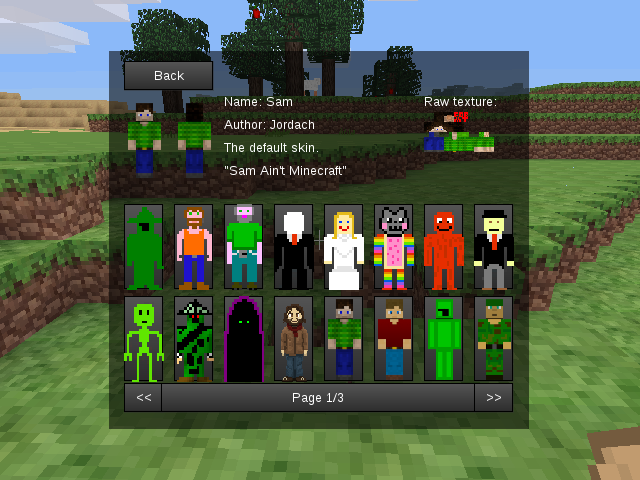 Back
Name: Sam
Author: Jordach
The default skin.
"Sam Ain't Minecraft"
Raw texture:
<<
Page 1/3
>>